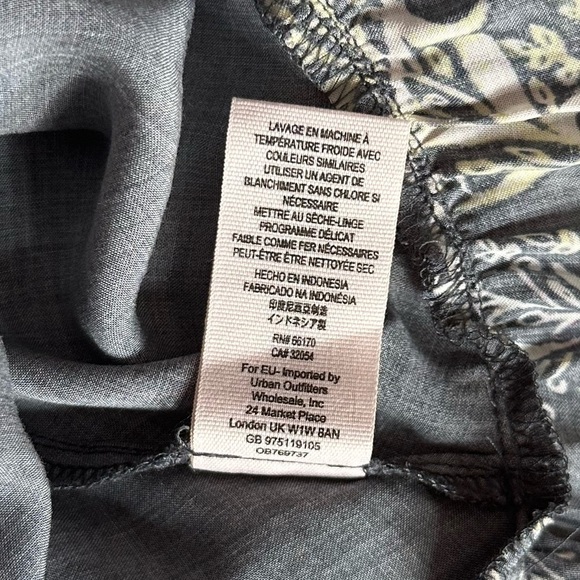 LAVAGE EN MACHINE À
TEMPÉRATURE FROIDE AVEC
COULEURS SIMILAIRES
UTILISER UN AGENT DE
BLANCHIMENT SANS CHLORE SI
NÉCESSAIRE
METTRE AU SÈCHE-LINGE
PROGRAMME DÉLICAT
FAIBLE COMME FER NÉCESSAIRES
PEUT-ÊTRE ÊTRE NETTOYÉE SEC
HECHO EN INDONESIA
FABRICADO NA INDONÉSIA
印度尼西亚制造
インドネシア製
RN# 66170
CA# 32054
For EU- Imported by
Urban Outfitters
Wholesale, Inc
24 Market Place
London UK W1W 8AN
GB 975119105
OB769737